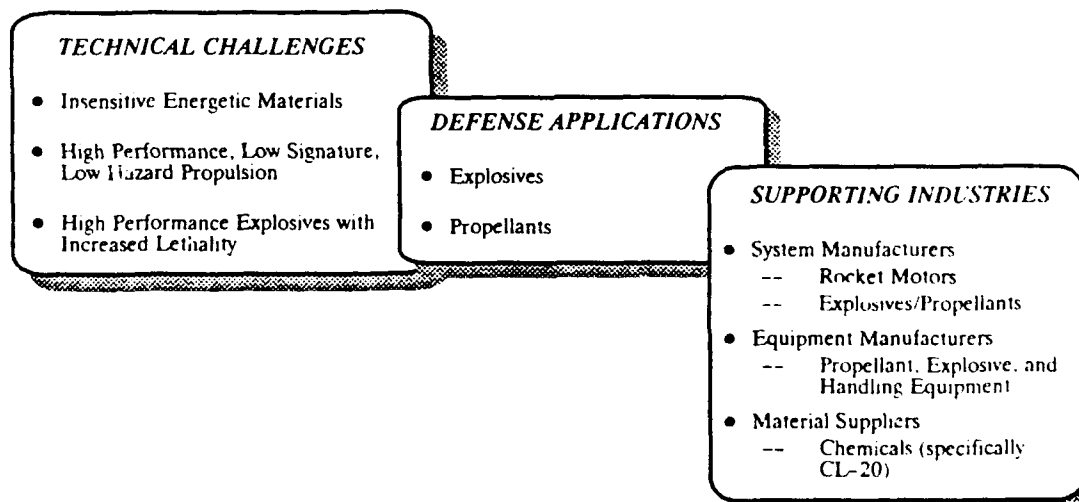 TECHNICAL CHALLENGES
● Insensitive Energetic Materials
● High Performance, Low Signature,
Low Hazard Propulsion
● High Performance Explosives with
Increased Lethality
DEFENSE APPLICATIONS
● Explosives
● Propellants
SUPPORTING INDUSTRIES
● System Manufacturers
-- Rocket Motors
-- Explosives/Propellants
● Equipment Manufacturers
-- Propellant, Explosive, and
Handling Equipment
● Material Suppliers
-- Chemicals (specifically
CL-20)